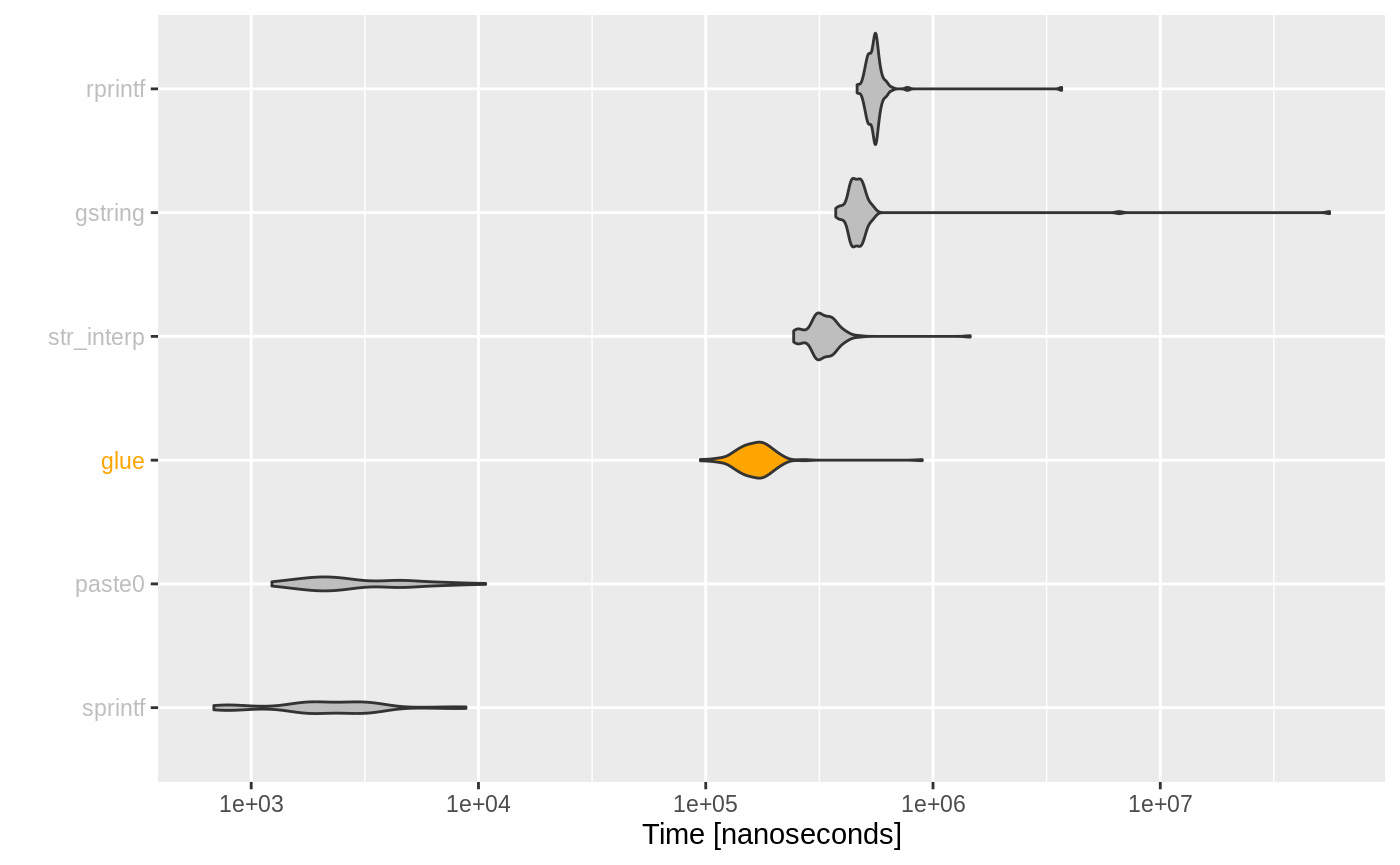 rprintf
gstring
str_interp
glue
paste0
sprintf
1e+03 1e+04 1e+05 1e+06 1e+07
Time [nanoseconds]